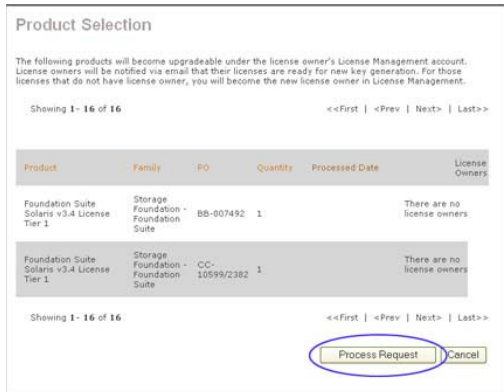 Product Selection
The following products will become upgradeable under the license owner's License Management account.
License owners will be notified via email that their licenses are ready for new key generation. For those
licenses that do not have license owner, you will become the new license owner in License Management.
Showing 1- 16 of 16 <<First | <Prev | Next> | Last>>
Product Family PO Quantity Processed Date License Owners
Foundation Suite Solaris v3.4 License Tier 1 Storage Foundation - Foundation Suite BB-007492 1 There are no license owners
Foundation Suite Solaris v3.4 License Tier 1 Storage Foundation - Foundation Suite CC-10599/2382 1 There are no license owners
Showing 1- 16 of 16 <<First | <Prev | Next> | Last>>
Process Request Cancel